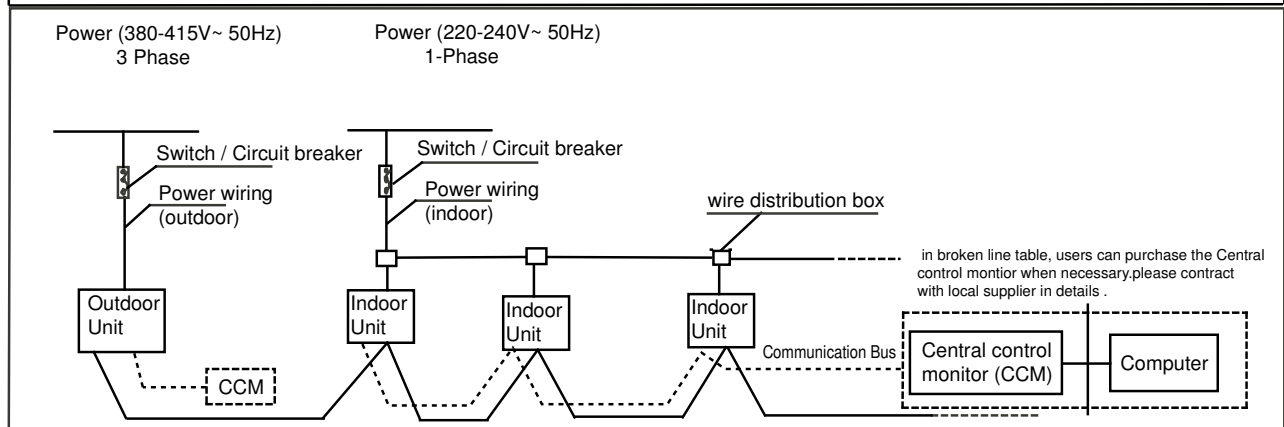 Power (380-415V~ 50Hz)
3 Phase
Power (220-240V~ 50Hz)
1-Phase
Switch / Circuit breaker
Power wiring
(outdoor)
Switch / Circuit breaker
Power wiring
(indoor)
wire distribution box
in broken line table, users can purchase the Central
control montior when necessary.please contract
with local supplier in details .
Outdoor
Unit
Indoor
Unit
Indoor
Unit
Indoor
Unit
CCM
Communication Bus
Central control
monitor (CCM)
Computer